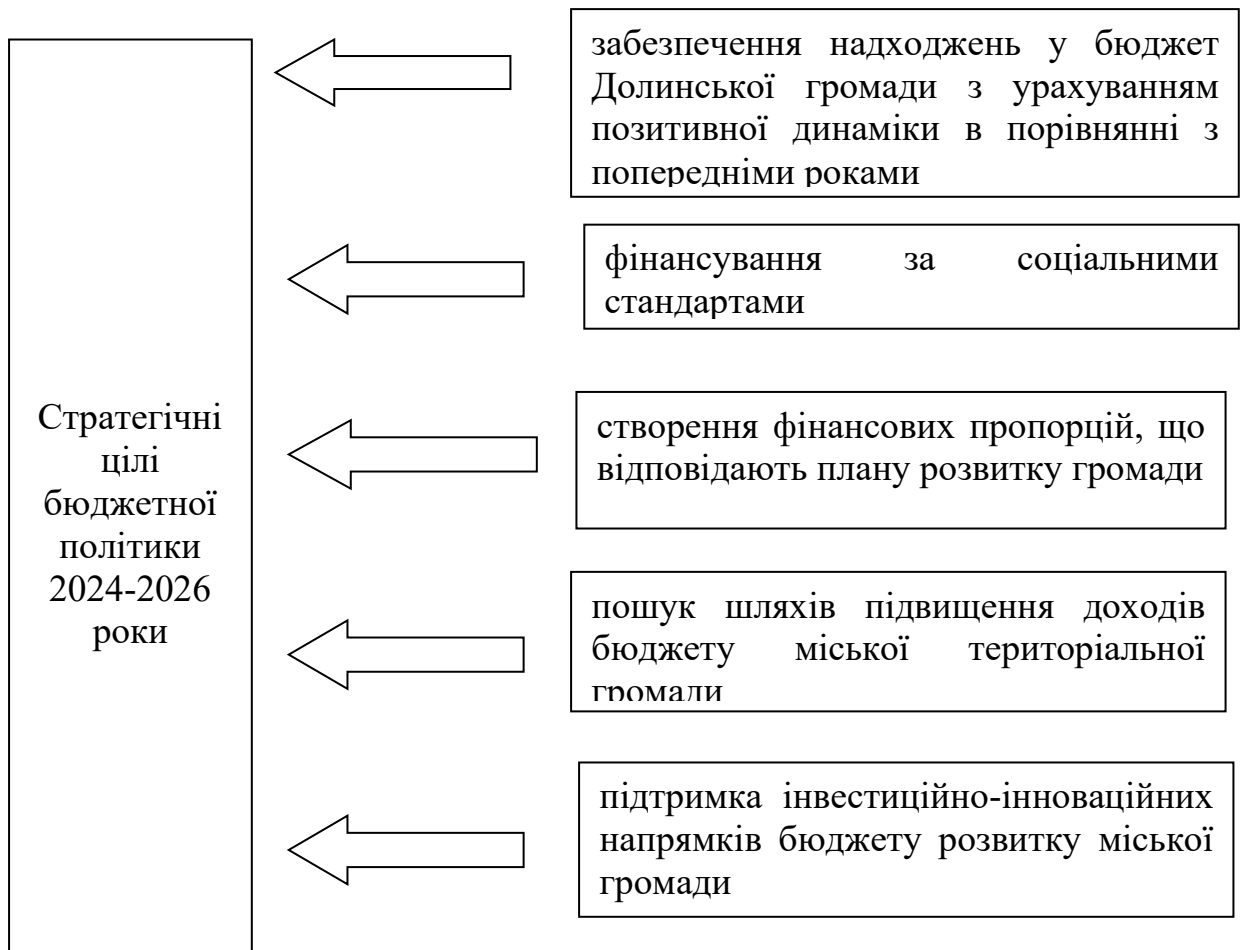 забезпечення надходжень у бюджет
Долинської громади з урахуванням
позитивної динаміки в порівнянні з
попередніми роками
фінансування за соціальними
стандартами
Стратегічні
цілі
бюджетної
політики
2024-2026
роки
створення фінансових пропорцій, що
відповідають плану розвитку громади
пошук шляхів підвищення доходів
бюджету міської територіальної
громади
підтримка інвестиційно-інноваційних
напрямків бюджету розвитку міської
громади